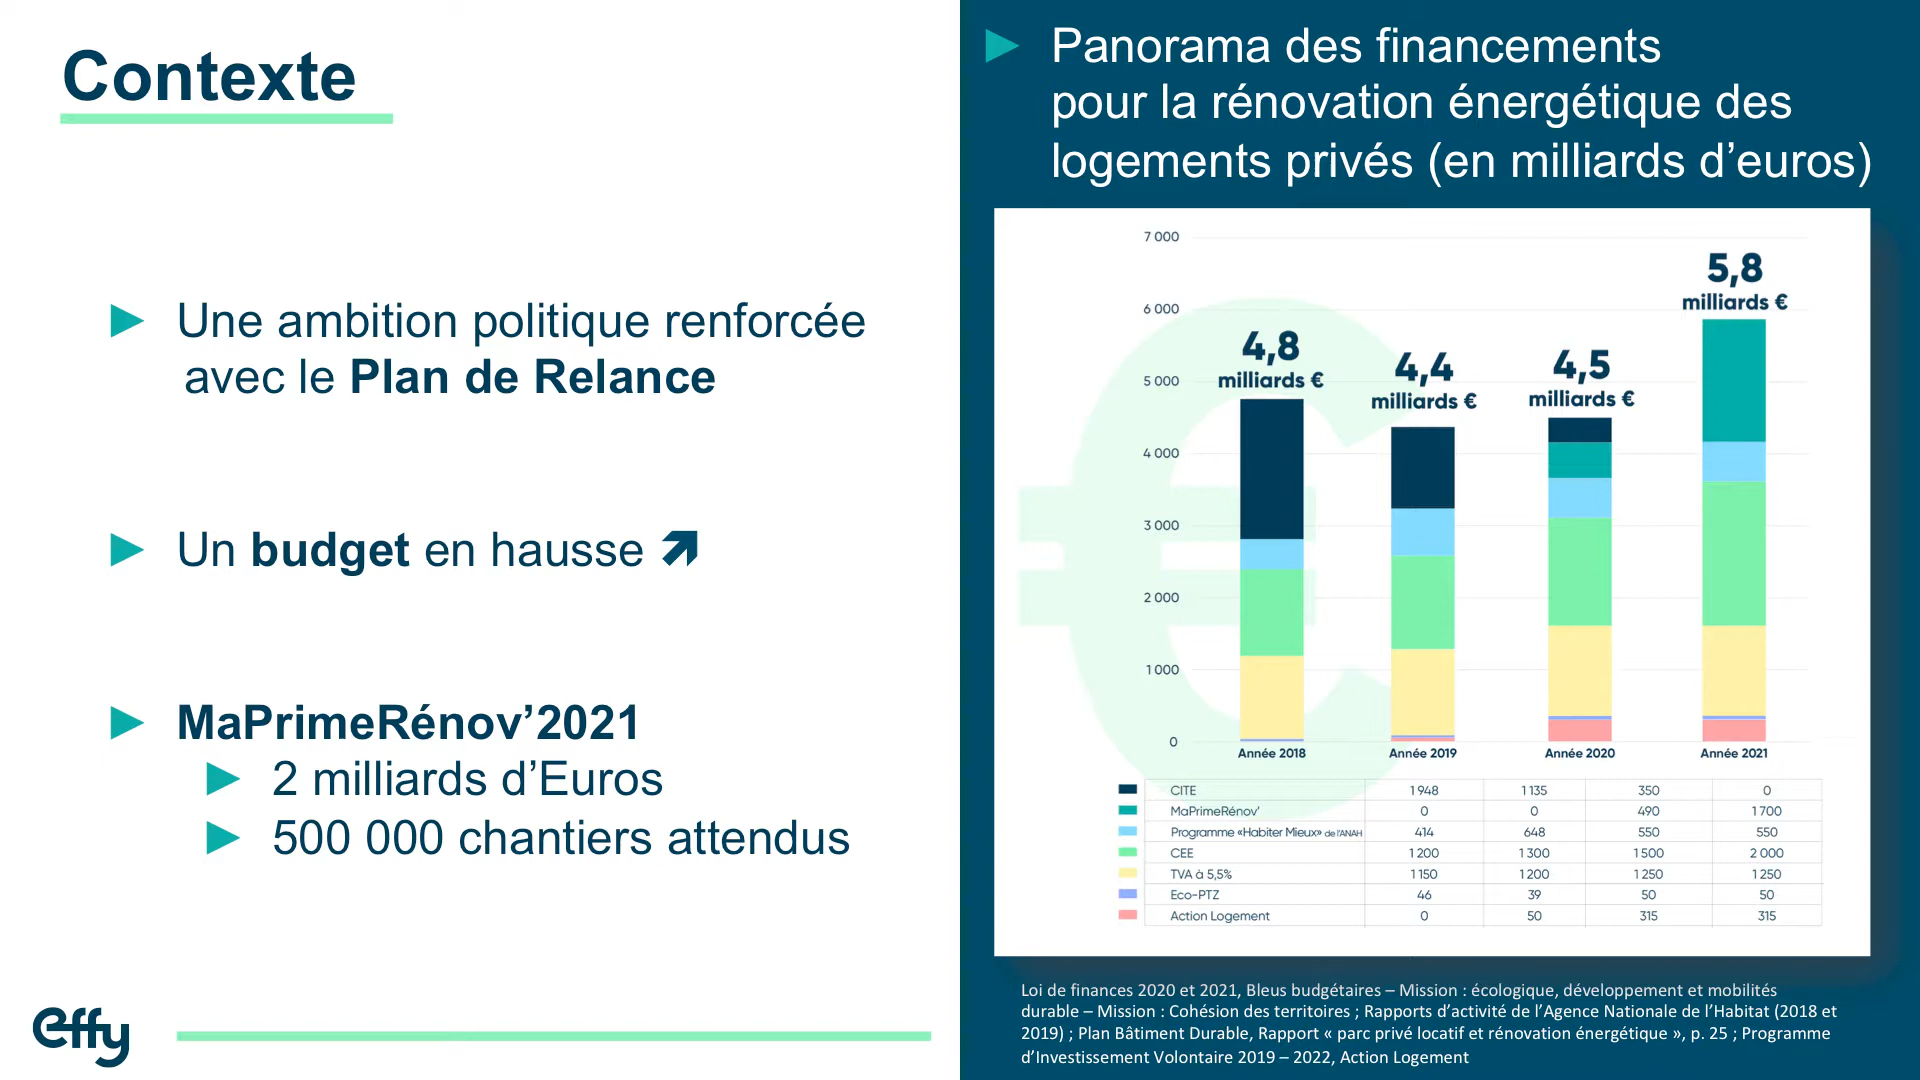 Contexte
► Une ambition politique renforcée
avec le Plan de Relance
► Un budget en hausse
► MaPrimeRénov’2021
► 2 milliards d’Euros
► 500 000 chantiers attendus
effy
► Panorama des financements
pour la rénovation énergétique des
logements privés (en milliards d’euros)
7 000
6 000
5 000
4 000
3 000
2 000
1 000
0
4,8
milliards €
4,4
milliards €
4,5
milliards €
5,8
milliards €
Année 2018 Année 2019 Année 2020 Année 2021
CITE 1 948 1 135 350 0
MaPrimeRénov’ 0 0 490 1 700
Programme «Habiter Mieux» de l’ANAH 414 648 550 550
CEE 1 200 1 300 1 500 2 000
TVA à 5,5% 1 150 1 200 1 250 1 250
Eco-PTZ 46 39 50 50
Action Logement 0 50 315 315
Loi de finances 2020 et 2021, Bleus budgétaires – Mission : écologique, développement et mobilités
durable – Mission : Cohésion des territoires ; Rapports d’activité de l’Agence Nationale de l’Habitat (2018 et
2019) ; Plan Bâtiment Durable, Rapport « parc privé locatif et rénovation énergétique », p. 25 ; Programme
d’Investissement Volontaire 2019 – 2022, Action Logement